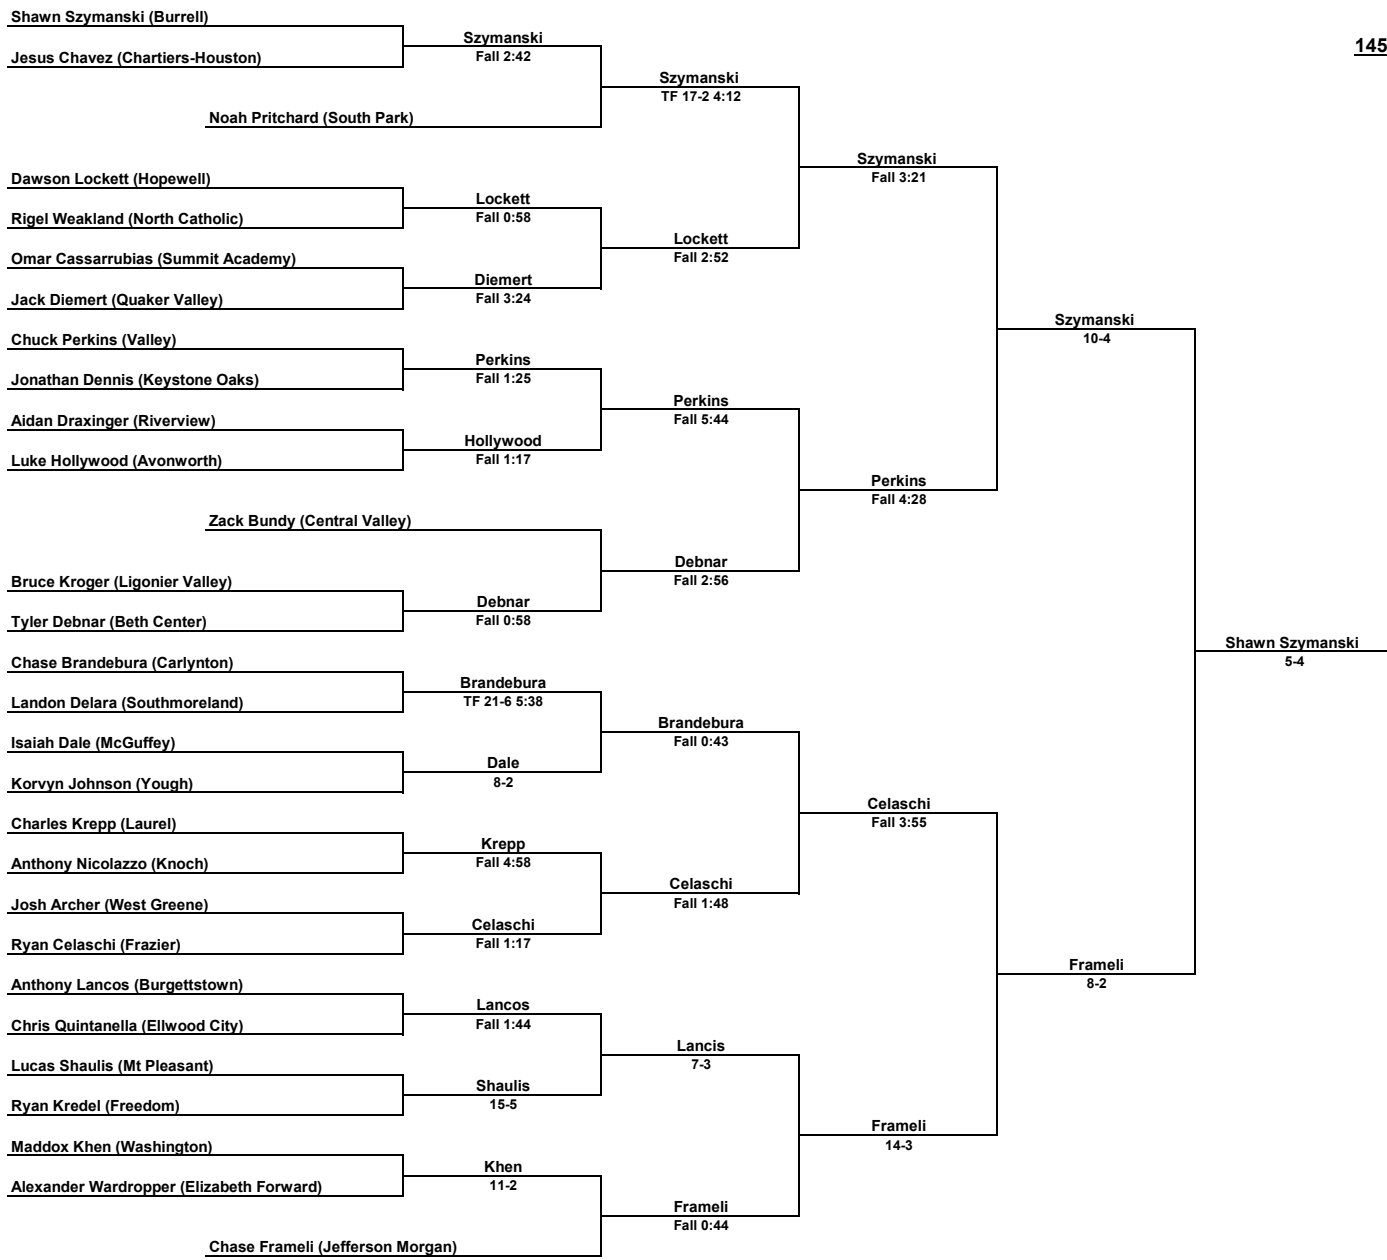 Shawn Szymanski (Burrell)
Szymanski
145
Jesus Chavez (Chartiers-Houston)
Fall 2:42
Szymanski
TF 17-2 4:12
Noah Pritchard (South Park)
Szymanski
Fall 3:21
Dawson Lockett (Hopewell)
Lockett
Rigel Weakland (North Catholic)
Fall 0:58
Lockett
Omar Cassarrubias (Summit Academy)
Fall 2:52
Diemert
Jack Diemert (Quaker Valley)
Fall 3:24
Szymanski
10-4
Chuck Perkins (Valley)
Perkins
Jonathan Dennis (Keystone Oaks)
Fall 1:25
Perkins
Aidan Draxinger (Riverview)
Fall 5:44
Hollywood
Luke Hollywood (Avonworth)
Fall 1:17
Perkins
Fall 4:28
Zack Bundy (Central Valley)
Debnar
Bruce Kroger (Ligonier Valley)
Fall 2:56
Debnar
Tyler Debnar (Beth Center)
Fall 0:58
Shawn Szymanski
5-4
Chase Brandebura (Carlynton)
Brandebura
Landon Delara (Southmoreland)
TF 21-6 5:38
Brandebura
Isaiah Dale (McGuffey)
Fall 0:43
Dale
Korvyn Johnson (Yough)
8-2
Celaschi
Charles Krepp (Laurel)
Fall 3:55
Krepp
Anthony Nicolazzo (Knoch)
Fall 4:58
Celaschi
Josh Archer (West Greene)
Fall 1:48
Celaschi
Ryan Celaschi (Frazier)
Fall 1:17
Frameli
Anthony Lancos (Burgettstown)
8-2
Lancos
Chris Quintanella (Ellwood City)
Fall 1:44
Lancis
Lucas Shaulis (Mt Pleasant)
7-3
Shaulis
Ryan Kredel (Freedom)
15-5
Frameli
Maddox Khen (Washington)
14-3
Khen
Alexander Wardropper (Elizabeth Forward)
11-2
Frameli
Fall 0:44
Chase Frameli (Jefferson Morgan)